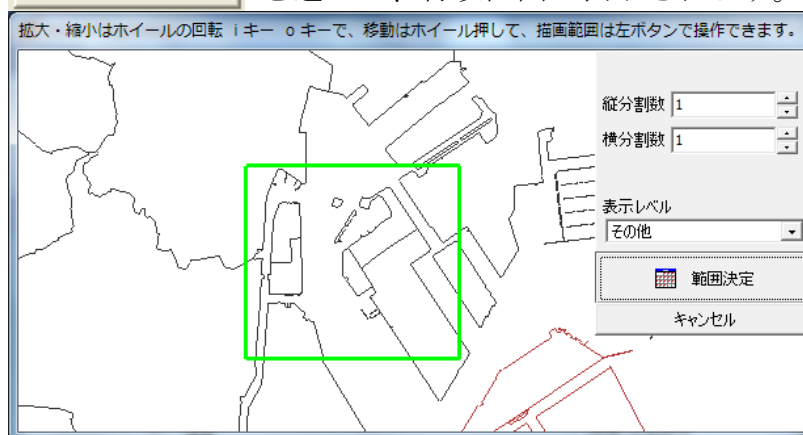 拡大・縮小はホイールの回転 iキー oキーで、移動はホイール押して、描画範囲は左ボタンで操作できます。
縦分割数 1
横分割数 1
表示レベル
その他
範囲決定
キャンセル